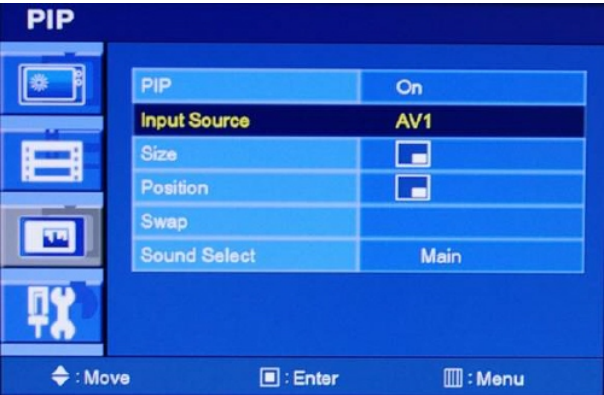 PIP
PIP On
Input Source AV1
Size
Position
Swap
Sound Select Main
: Move : Enter : Menu